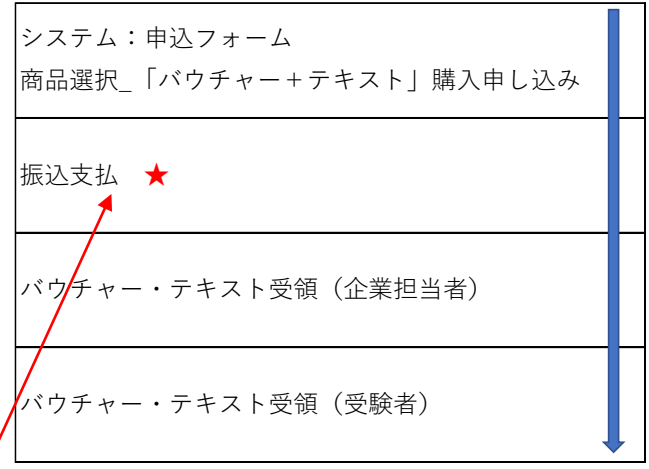 システム：申込フォーム
商品選択_「バウチャー＋テキスト」購入申し込み
振込支払　★
バウチャー・テキスト受領（企業担当者）
バウチャー・テキスト受領（受験者）